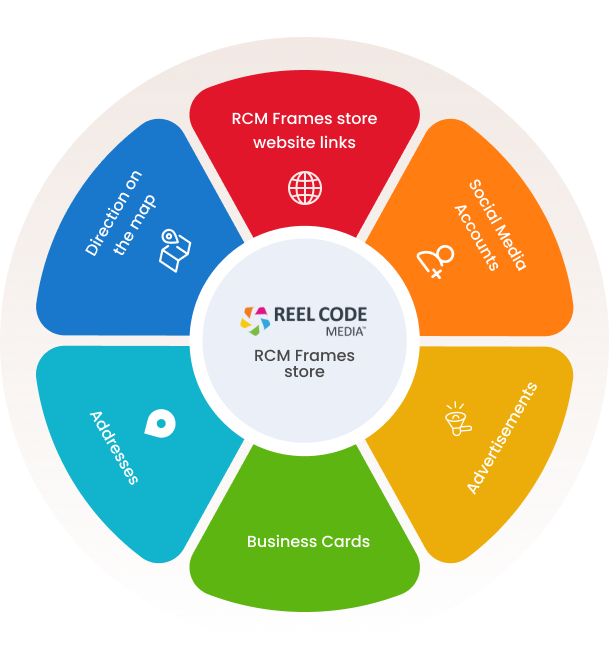 RCM Frames store
website links
Social Media
Accounts
Advertisements
Business Cards
Addresses
Direction on
the map
REEL CODE
MEDIA™
RCM Frames
store